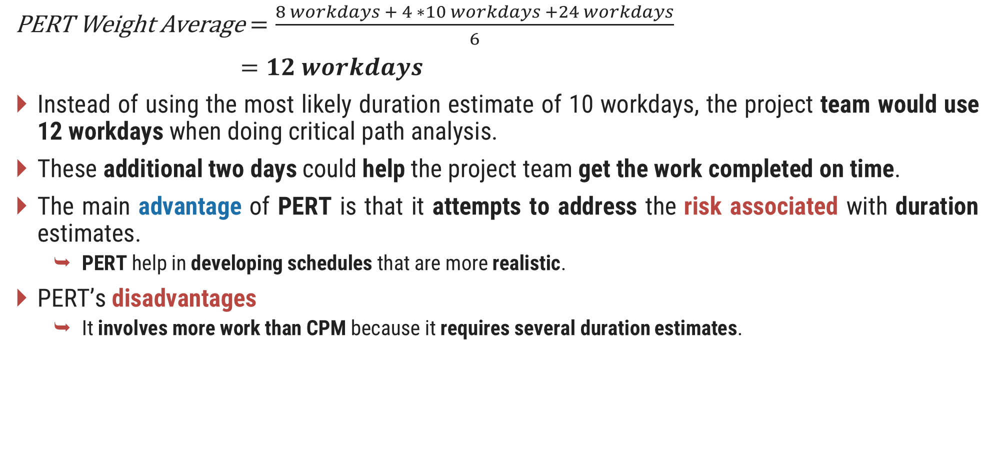 PERT Weight Average = 8 workdays + 4 *10 workdays +24 workdays
6
= 12 workdays
Instead of using the most likely duration estimate of 10 workdays, the project team would use
12 workdays when doing critical path analysis.
These additional two days could help the project team get the work completed on time.
The main advantage of PERT is that it attempts to address the risk associated with duration
estimates.
PERT help in developing schedules that are more realistic.
PERT’s disadvantages
It involves more work than CPM because it requires several duration estimates.